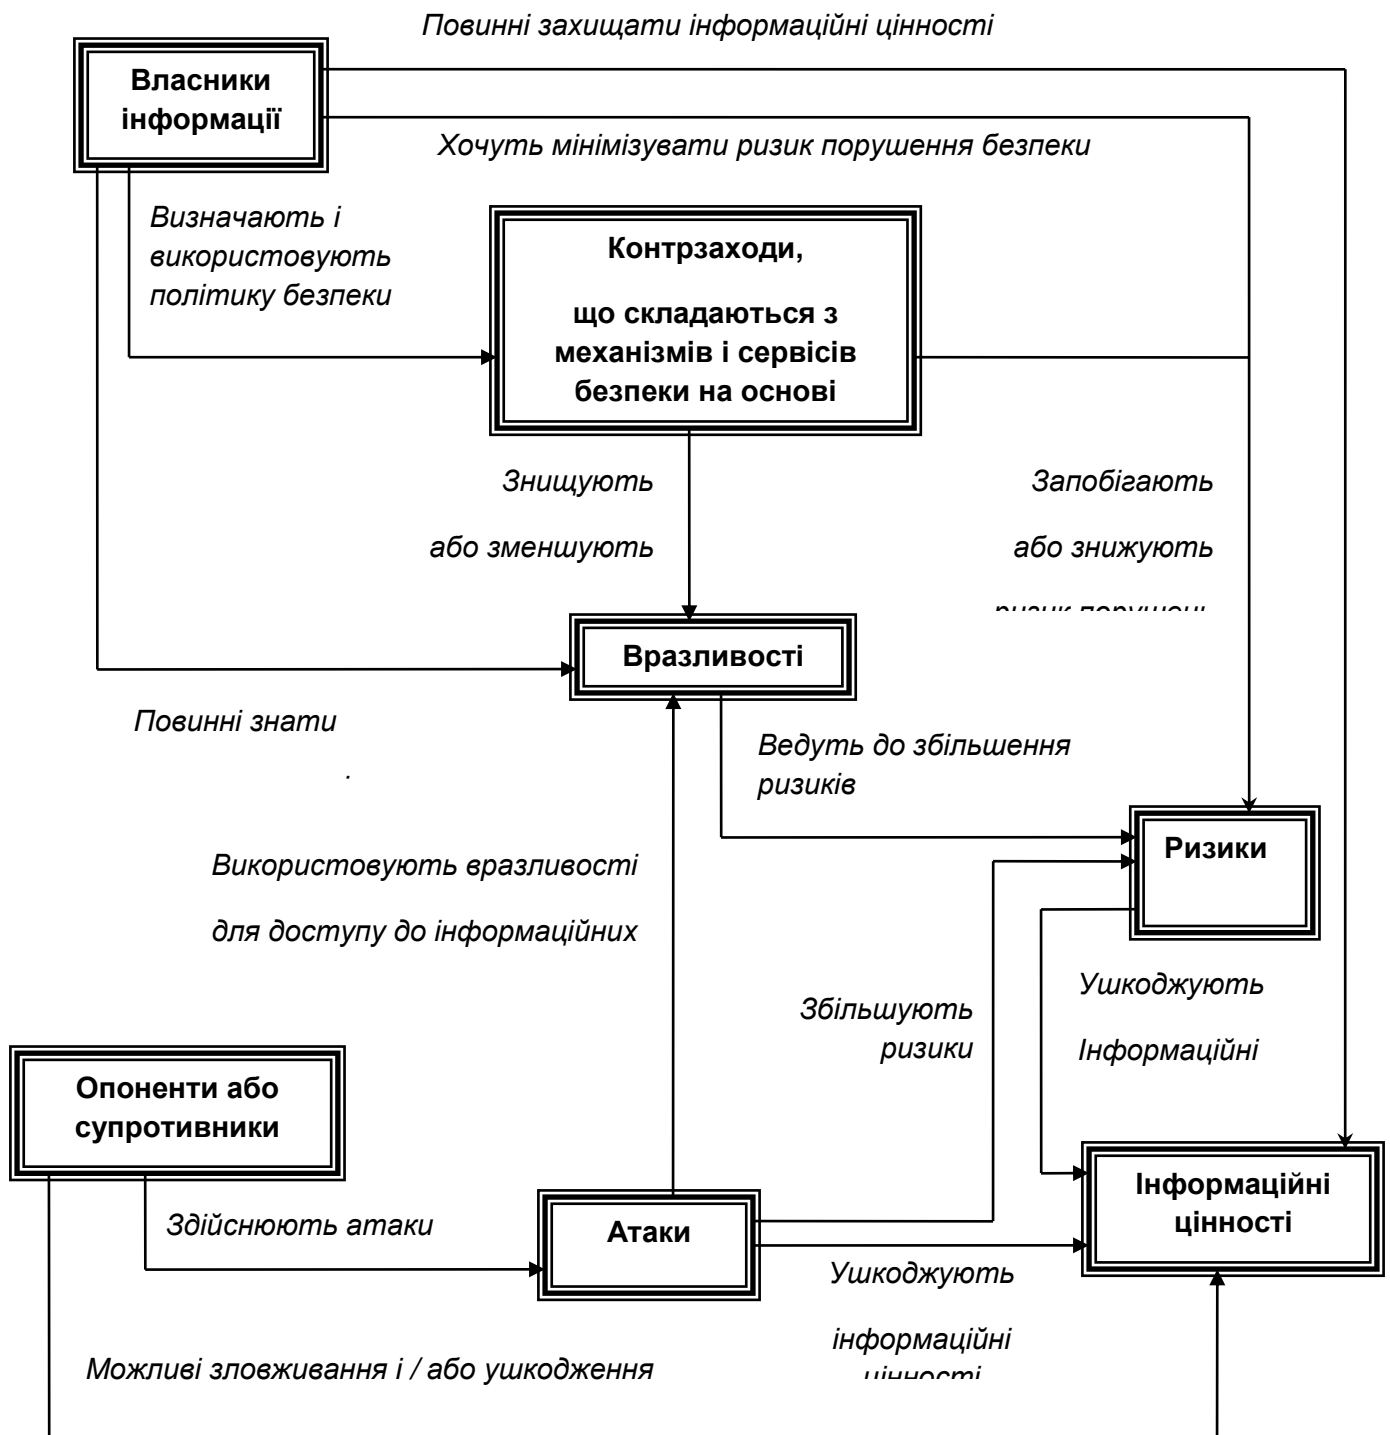 Повинні захищати інформаційні цінності
Власники
інформації
Хочуть мінімізувати ризик порушення безпеки
Визначають і
використовують
політику безпеки
Контрзаходи,
що складаються з
механізмів і сервісів
безпеки на основі
Знищують
або зменшують
Запобігають
або знижують
ризик порушень
Вразливості
Повинні знати
.
Ведуть до збільшення
ризиків
Ризики
Використовують вразливості
для доступу до інформаційних
Збільшують
ризики
Ушкоджують
Інформаційні
Опоненти або
супротивники
Здійснюють атаки
Атаки
Інформаційні
цінності
Ушкоджують
інформаційні
цінності
Можливі зловживання і / або ушкодження